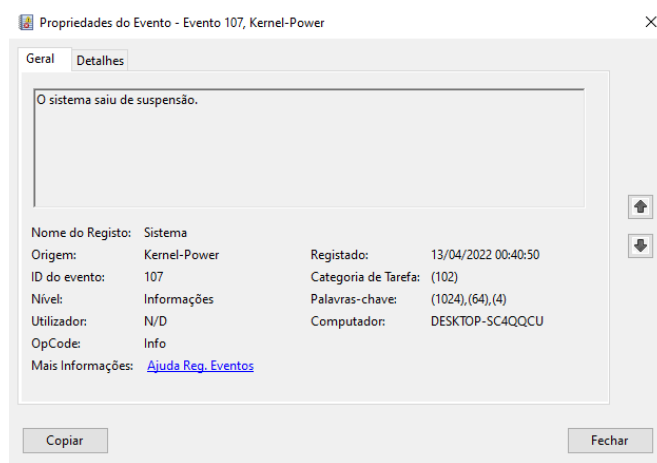 Propriedades do Evento - Evento 107, Kernel-Power
Geral Detalhes
O sistema saiu de suspensão.
Nome do Registo: Sistema
Origem: Kernel-Power Registado: 13/04/2022 00:40:50
ID do evento: 107 Categoria de Tarefa: (102)
Nível: Informações Palavras-chave: (1024),(64),(4)
Utilizador: N/D Computador: DESKTOP-SC4QQCU
OpCode: Info
Mais Informações: Ajuda Reg. Eventos
Copiar Fechar